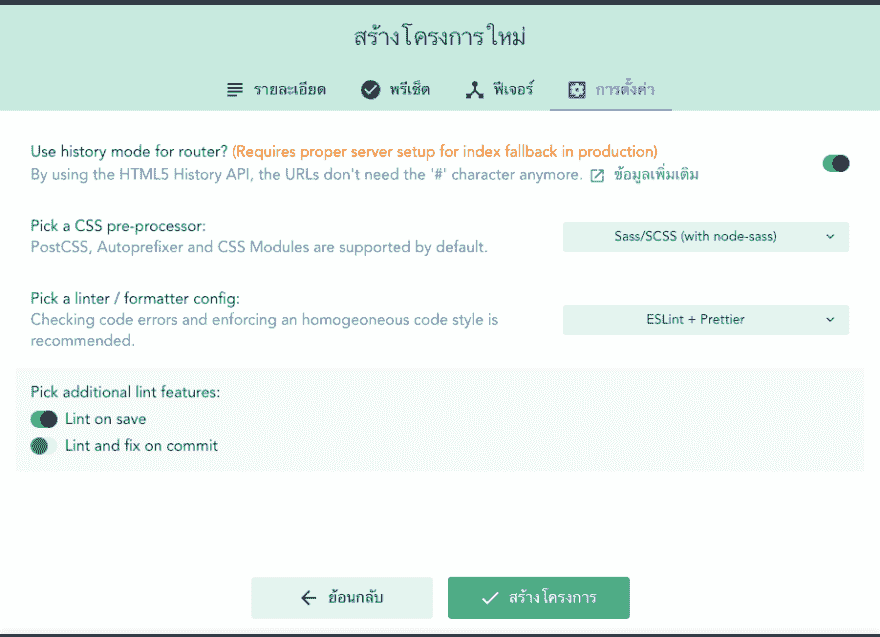 สร้างโครงการใหม่
รายละเอียด พรีเซ็ต ฟีเจอร์ การตั้งค่า
Use history mode for router? (Requires proper server setup for index fallback in production)
By using the HTML5 History API, the URLs don't need the '#' character anymore. ข้อมูลเพิ่มเติม
Pick a CSS pre-processor:
PostCSS, Autoprefixer and CSS Modules are supported by default.
Sass/SCSS (with node-sass)
Pick a linter / formatter config:
Checking code errors and enforcing an homogeoneous code style is
recommended.
ESLint + Prettier
Pick additional lint features:
Lint on save
Lint and fix on commit
ย้อนกลับ สร้างโครงการ